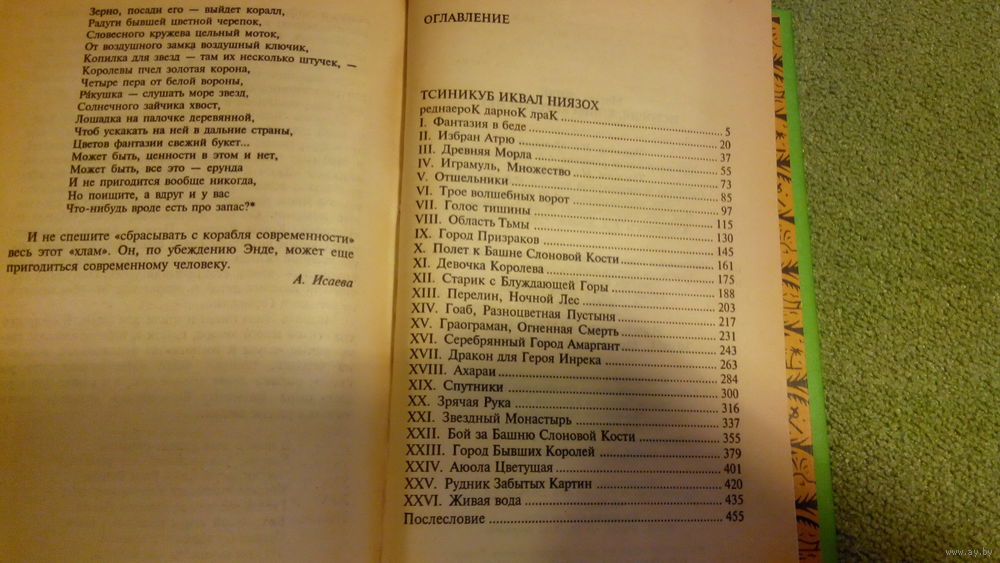 Зерно, посади его — выйдет коралл,
Радуги бывшей цветной черепок,
Словесного кружева цельный моток,
От воздушного замка воздушный ключик,
Копилка для звезд — там их несколько штучек, —
Королевы пчел золотая корона,
Четыре пера от белой вороны,
Ра́кушка — слушать море звезд,
Солнечного зайчика хвост,
Лошадка на палочке деревянной,
Чтоб ускакать на ней в дальние страны,
Цветов фантазии свежий букет...
Может быть, ценности в этом и нет,
Может быть, все это — ерунда
И не пригодится вообще никогда,
Но поищите, а вдруг и у вас
Что-нибудь вроде есть про запас?*
И не спешите «сбрасывать с корабля современности»
весь этот «хлам». Он, по убеждению Энде, может еще
пригодиться современному человеку.
А. Исаева
ОГЛАВЛЕНИЕ
ТСИНИКУБ ИКВАЛ НИЯЗОХ
реднаероК дарноК лраК ..... 5
I. Фантазия в беде ..... 20
II. Избран Атрю ..... 37
III. Древняя Морла ..... 55
IV. Играмуль, Множество ..... 73
V. Отшельники ..... 85
VI. Трое волшебных ворот ..... 97
VII. Голос тишины ..... 115
VIII. Область Тьмы ..... 130
IX. Город Призраков ..... 145
X. Полет к Башне Слоновой Кости ..... 161
XI. Девочка Королева ..... 175
XII. Старик с Блуждающей Горы ..... 188
XIII. Перелин, Ночной Лес ..... 203
XIV. Гоаб, Разноцветная Пустыня ..... 217
XV. Граограман, Огненная Смерть ..... 231
XVI. Серебрянный Город Амаргант ..... 243
XVII. Дракон для Героя Инрека ..... 263
XVIII. Ахараи ..... 284
XIX. Спутники ..... 300
XX. Зрячая Рука ..... 316
XXI. Звездный Монастырь ..... 337
XXII. Бой за Башню Слоновой Кости ..... 355
XXIII. Город Бывших Королей ..... 379
XXIV. Аюола Цветущая ..... 401
XXV. Рудник Забытых Картин ..... 420
XXVI. Живая вода ..... 435
Послесловие ..... 455
www.ay.by